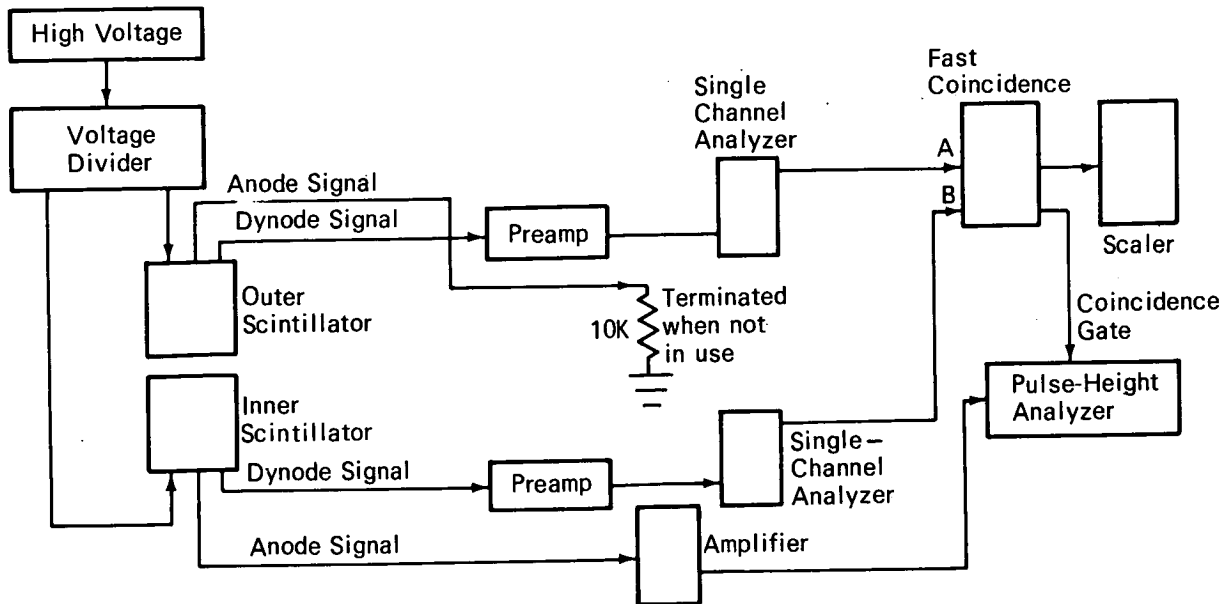 High Voltage
Voltage
Divider
Anode Signal
Dynode Signal
Preamp
Single
Channel
Analyzer
Fast
Coincidence
A
B
Scaler
Outer
Scintillator
10K
Terminated
when not
in use
Coincidence
Gate
Pulse-Height
Analyzer
Inner
Scintillator
Dynode Signal
Preamp
Single-
Channel
Analyzer
Anode Signal
Amplifier